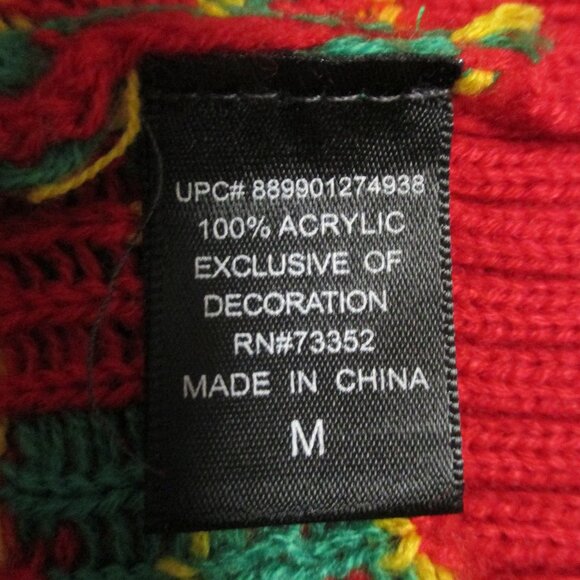 UPC# 889901274938
100% ACRYLIC
EXCLUSIVE OF
DECORATION
RN#73352
MADE IN CHINA
M